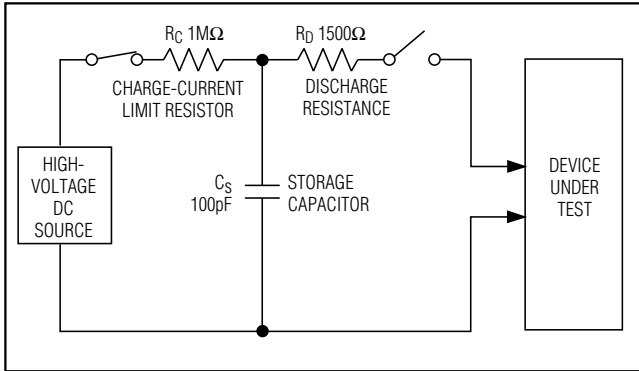 R_C 1MΩ
CHARGE-CURRENT
LIMIT RESISTOR
R_D 1500Ω
DISCHARGE
RESISTANCE
HIGH-
VOLTAGE
DC
SOURCE
C_S
100pF
STORAGE
CAPACITOR
DEVICE
UNDER
TEST